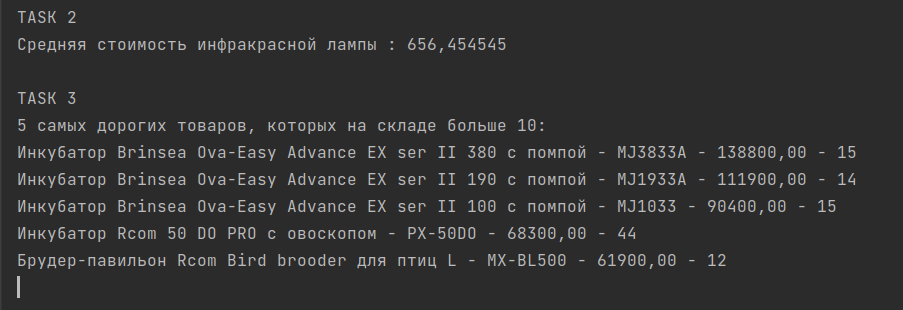 TASK 2
Средняя стоимость инфракрасной лампы : 656,454545
TASK 3
5 самых дорогих товаров, которых на складе больше 10:
Инкубатор Brinsea Ova-Easy Advance EX ser II 380 с помпой - MJ3833A - 138800,00 - 15
Инкубатор Brinsea Ova-Easy Advance EX ser II 190 с помпой - MJ1933A - 111900,00 - 14
Инкубатор Brinsea Ova-Easy Advance EX ser II 100 с помпой - MJ1033 - 90400,00 - 15
Инкубатор Rcom 50 DO PRO с овоскопом - PX-50DO - 68300,00 - 44
Брудер-павильон Rcom Bird brooder для птиц L - MX-BL500 - 61900,00 - 12